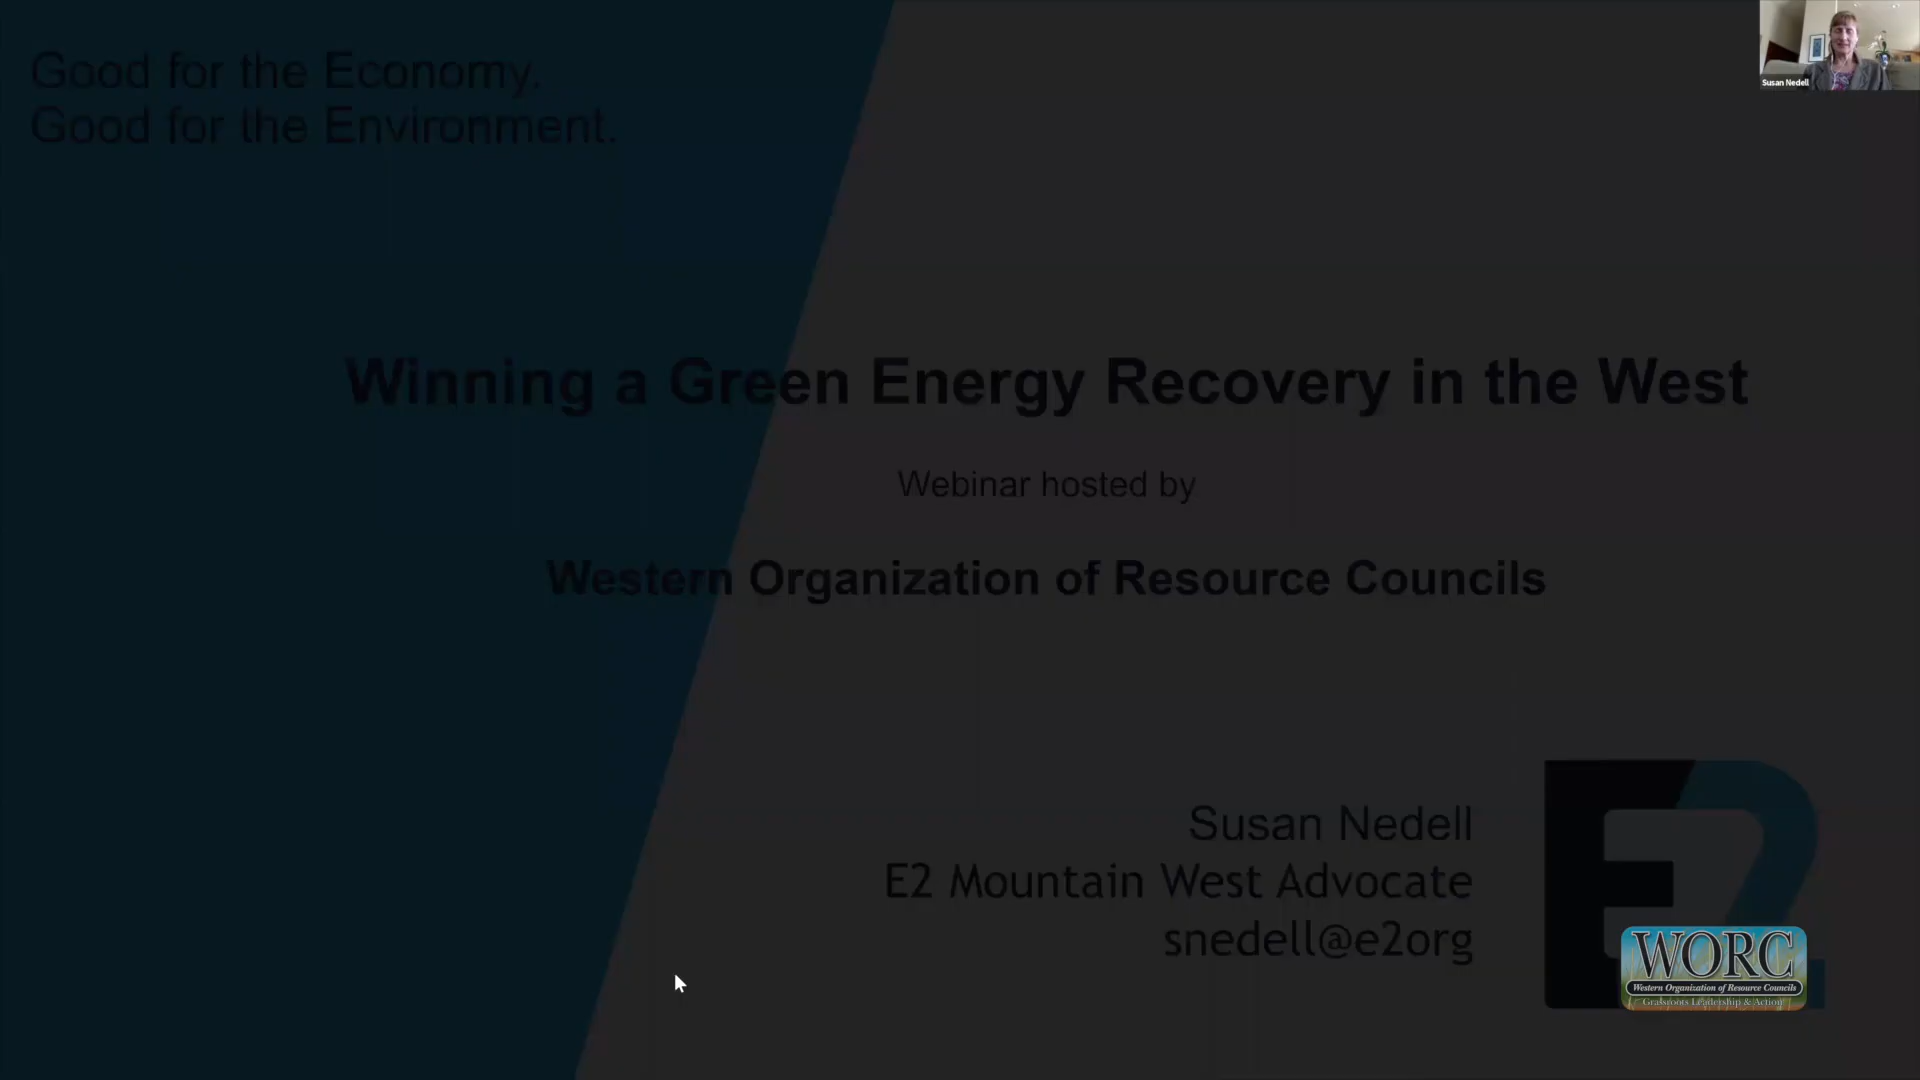 Good for the Economy.
Good for the Environment.
Susan Nedell
Winning a Green Energy Recovery in the West
Webinar hosted by
Western Organization of Resource Councils
Susan Nedell
E2 Mountain West Advocate
snedell@e2org
E2
WORC
Western Organization of Resource Councils
Grassroots Leadership & Action